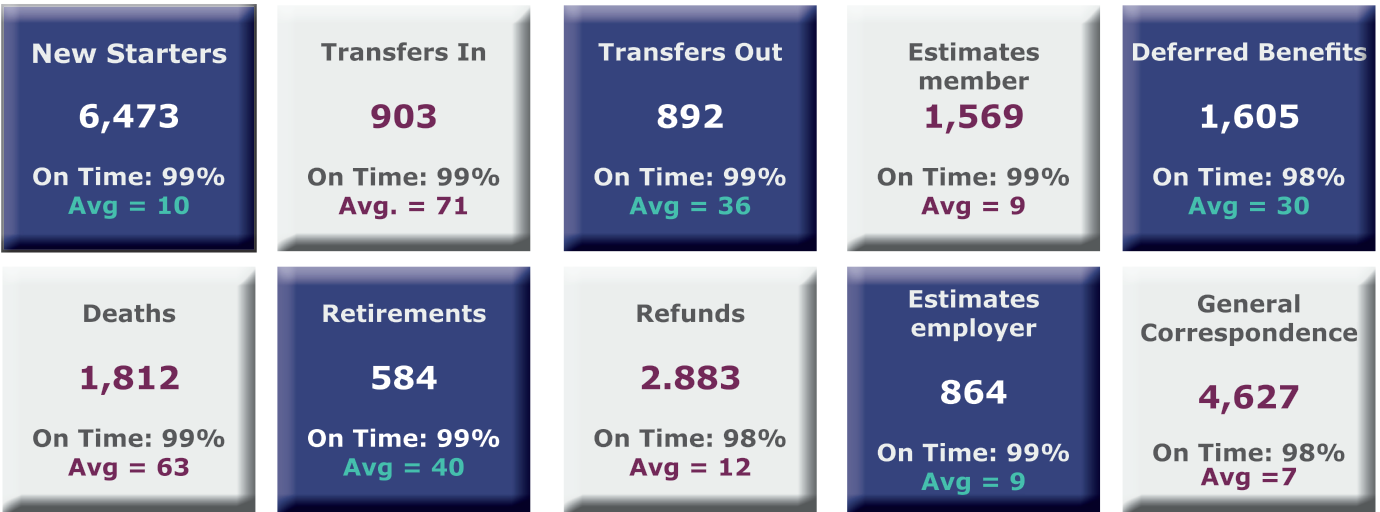 New Starters
6,473
On Time: 99%
Avg = 10
Transfers In
903
On Time: 99%
Avg. = 71
Transfers Out
892
On Time: 99%
Avg = 36
Estimates
member
1,569
On Time: 99%
Avg = 9
Deferred Benefits
1,605
On Time: 98%
Avg = 30
Deaths
1,812
On Time: 99%
Avg = 63
Retirements
584
On Time: 99%
Avg = 40
Refunds
2.883
On Time: 98%
Avg = 12
Estimates
employer
864
On Time: 99%
Avg = 9
General
Correspondence
4,627
On Time: 98%
Avg =7